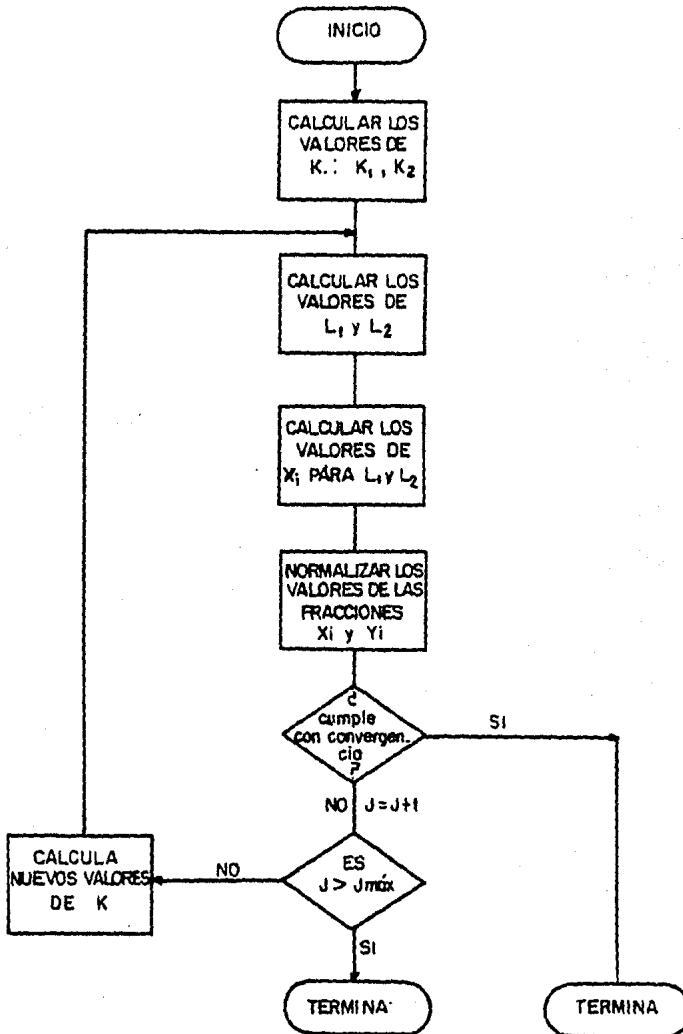 INICIO
CALCULAR LOS
VALORES DE
K.: K₁, K₂
CALCULAR LOS
VALORES DE
L₁ y L₂
CALCULAR LOS
VALORES DE
Xi PARA L₁ y L₂
NORMALIZAR LOS
VALORES DE LAS
FRACCIONES
Xi y Yi
¿
cumple
con convergen-
cia
?
SI
NO J=J+1
ES
J > Jmáx
NO
CALCULA
NUEVOS VALORES
DE K
SI
TERMINA
TERMINA